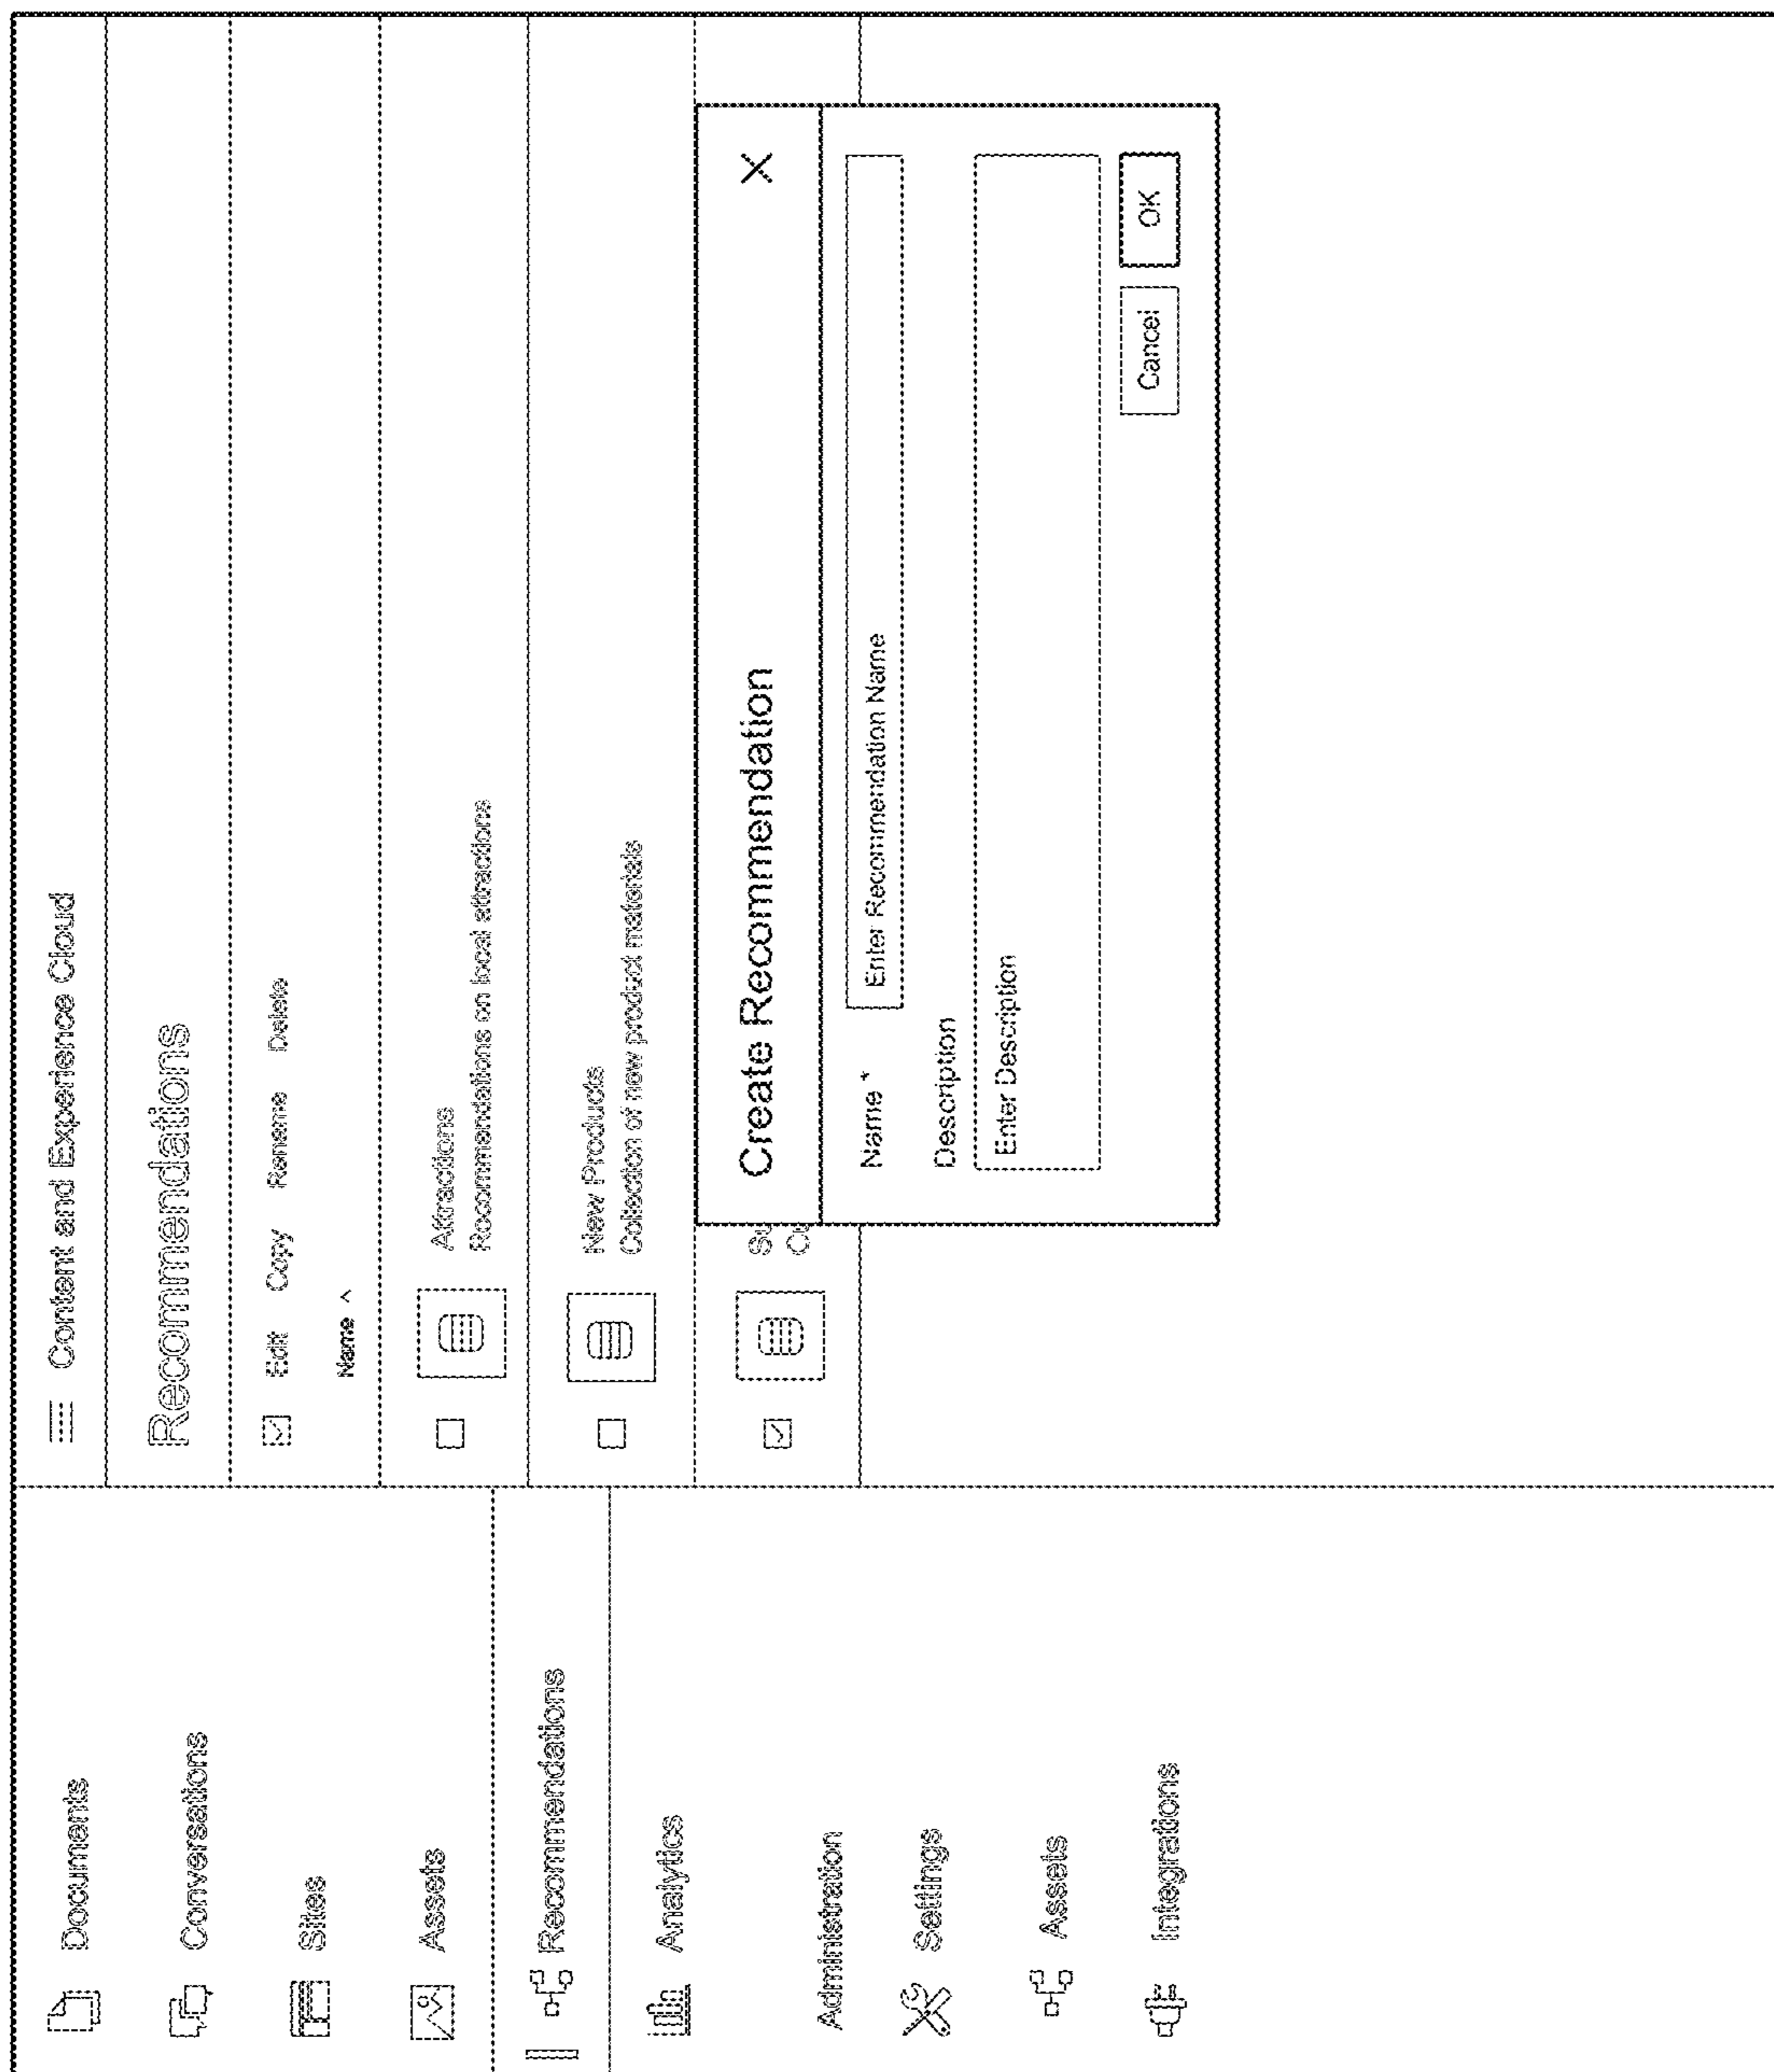 Documents
Conversations
Sites
Assets
Recommendations
Analytics
Administration
Settings
Assets
Integrations
Content and Experience Cloud
Recommendations
Edit Copy Rename Delete
Name ^
Attractions
Recommendations on local attractions
New Products
Collection of new product materials
Su
Create Recommendation X
Name * Enter Recommendation Name
Description
Enter Description
Cancel OK